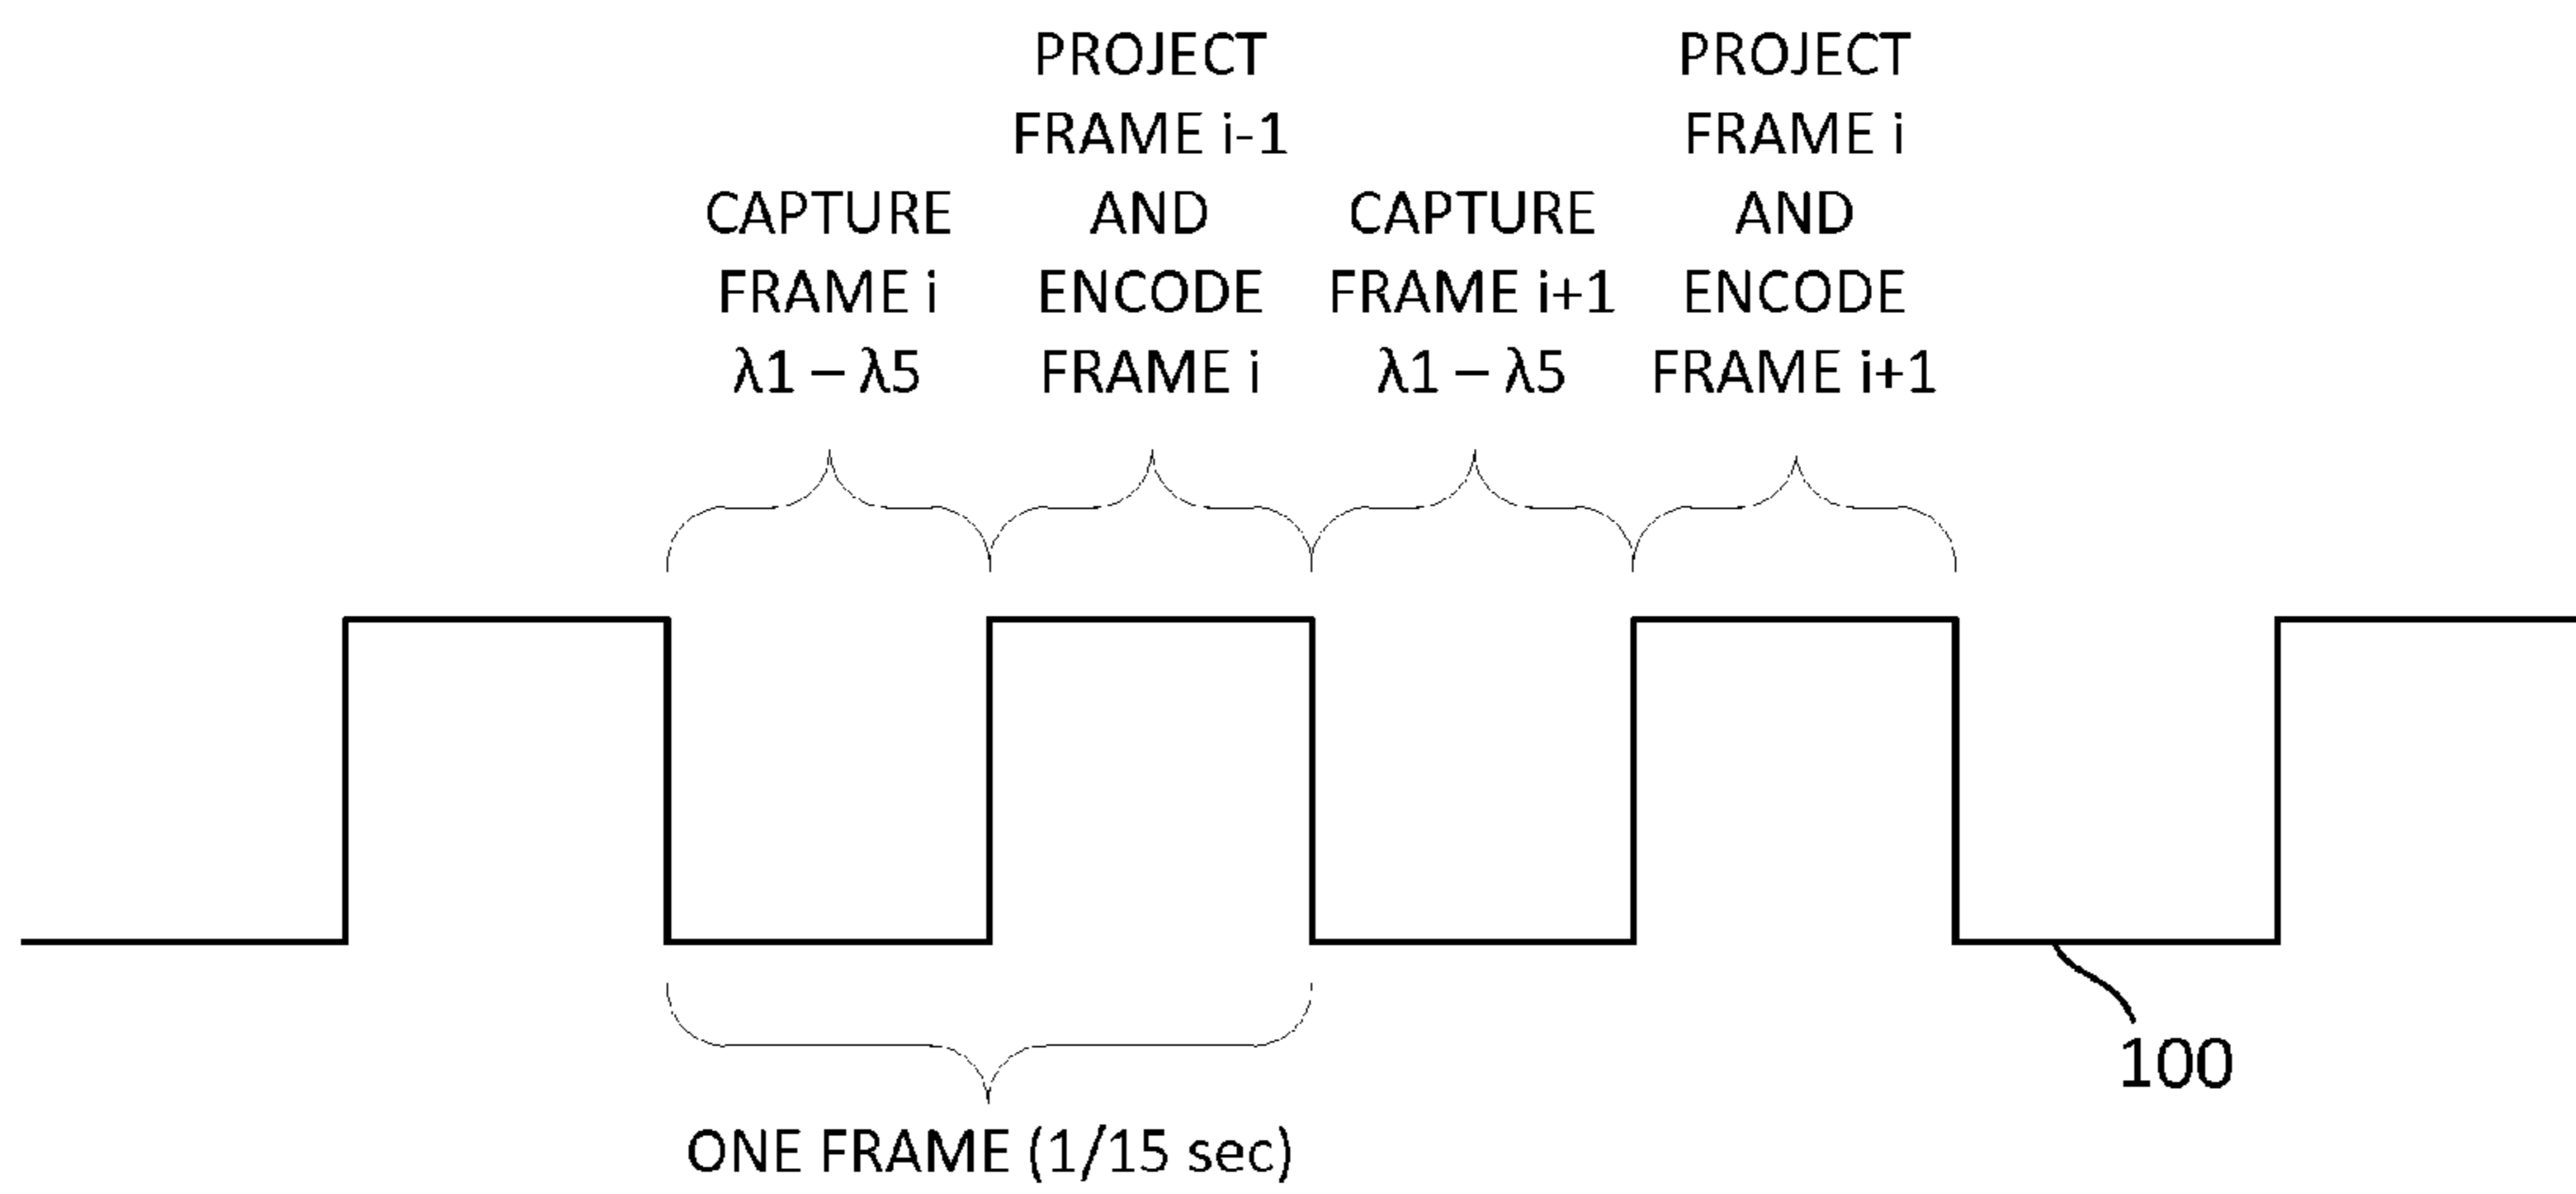 CAPTURE
FRAME i
λ1 – λ5
PROJECT
FRAME i-1
AND
ENCODE
FRAME i
CAPTURE
FRAME i+1
λ1 – λ5
PROJECT
FRAME i
AND
ENCODE
FRAME i+1
ONE FRAME (1/15 sec)
100